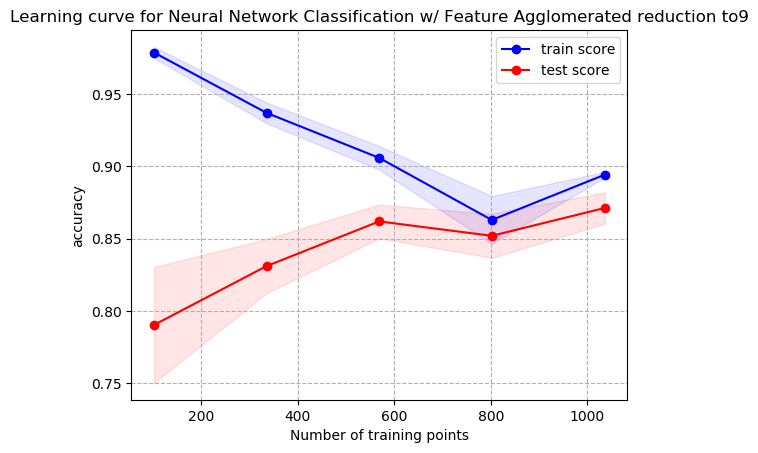 Learning curve for Neural Network Classification w/ Feature Agglomerated reduction to9
train score
test score
0.95
0.90
0.85
0.80
0.75
accuracy
200
400
600
800
1000
Number of training points